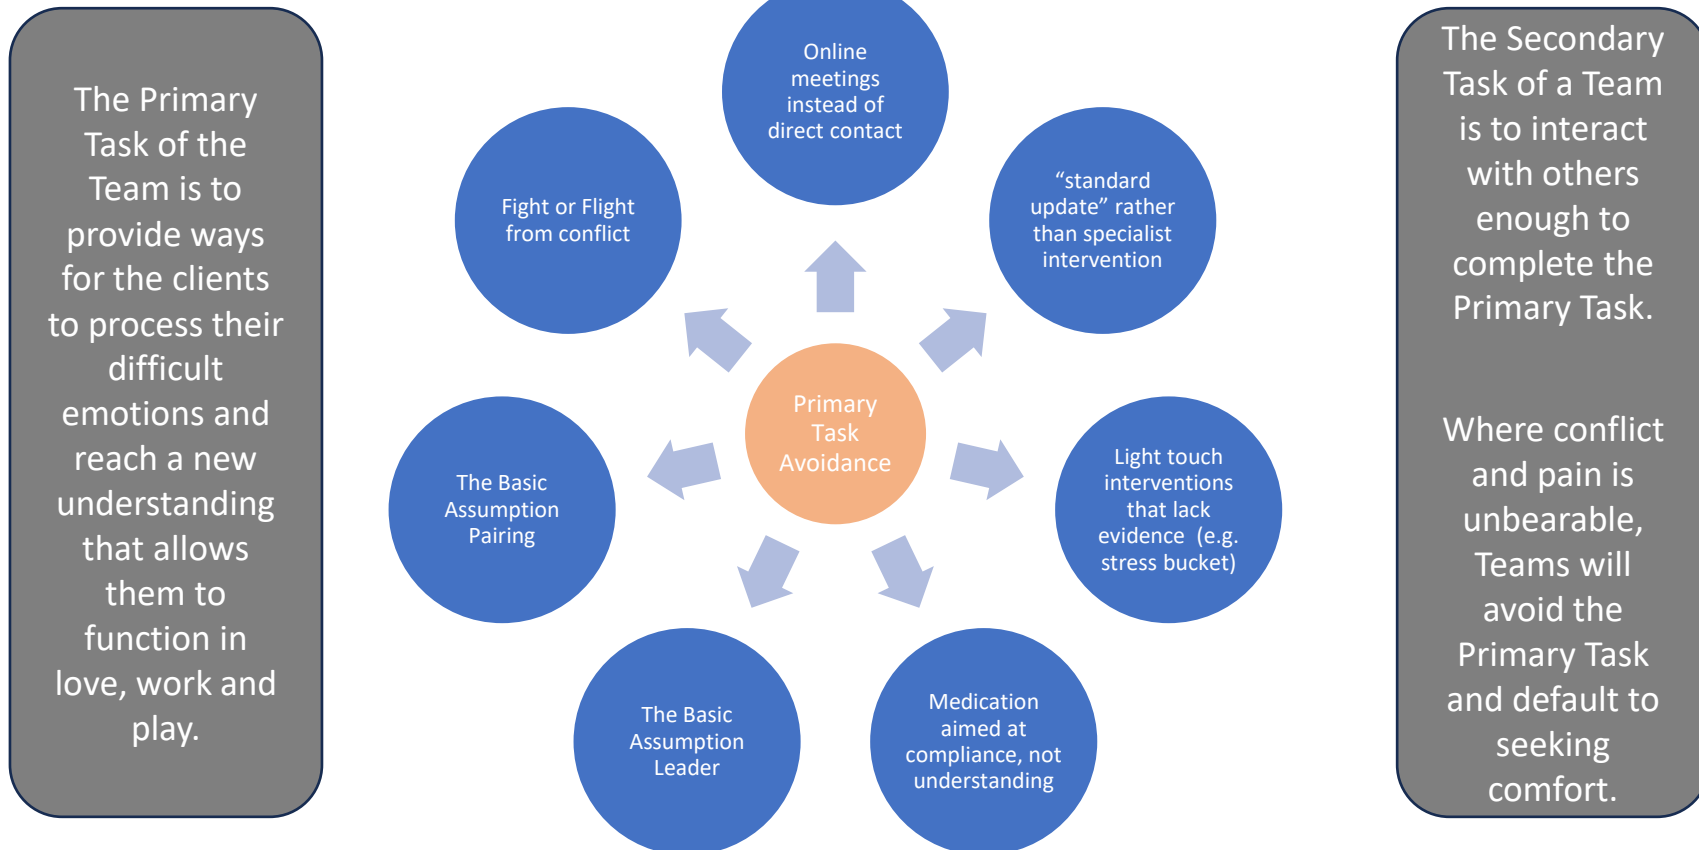 The Primary
Task of the
Team is to
provide ways
for the clients
to process their
difficult
emotions and
reach a new
understanding
that allows
them to
function in
love, work and
play.
Online
meetings
instead of
direct contact
“standard
update” rather
than specialist
intervention
Light touch
interventions
that lack
evidence (e.g.
stress bucket)
Medication
aimed at
compliance, not
understanding
The Basic
Assumption
Leader
The Basic
Assumption
Pairing
Fight or Flight
from conflict
Primary
Task
Avoidance
The Secondary
Task of a Team
is to interact
with others
enough to
complete the
Primary Task.
Where conflict
and pain is
unbearable,
Teams will
avoid the
Primary Task
and default to
seeking
comfort.